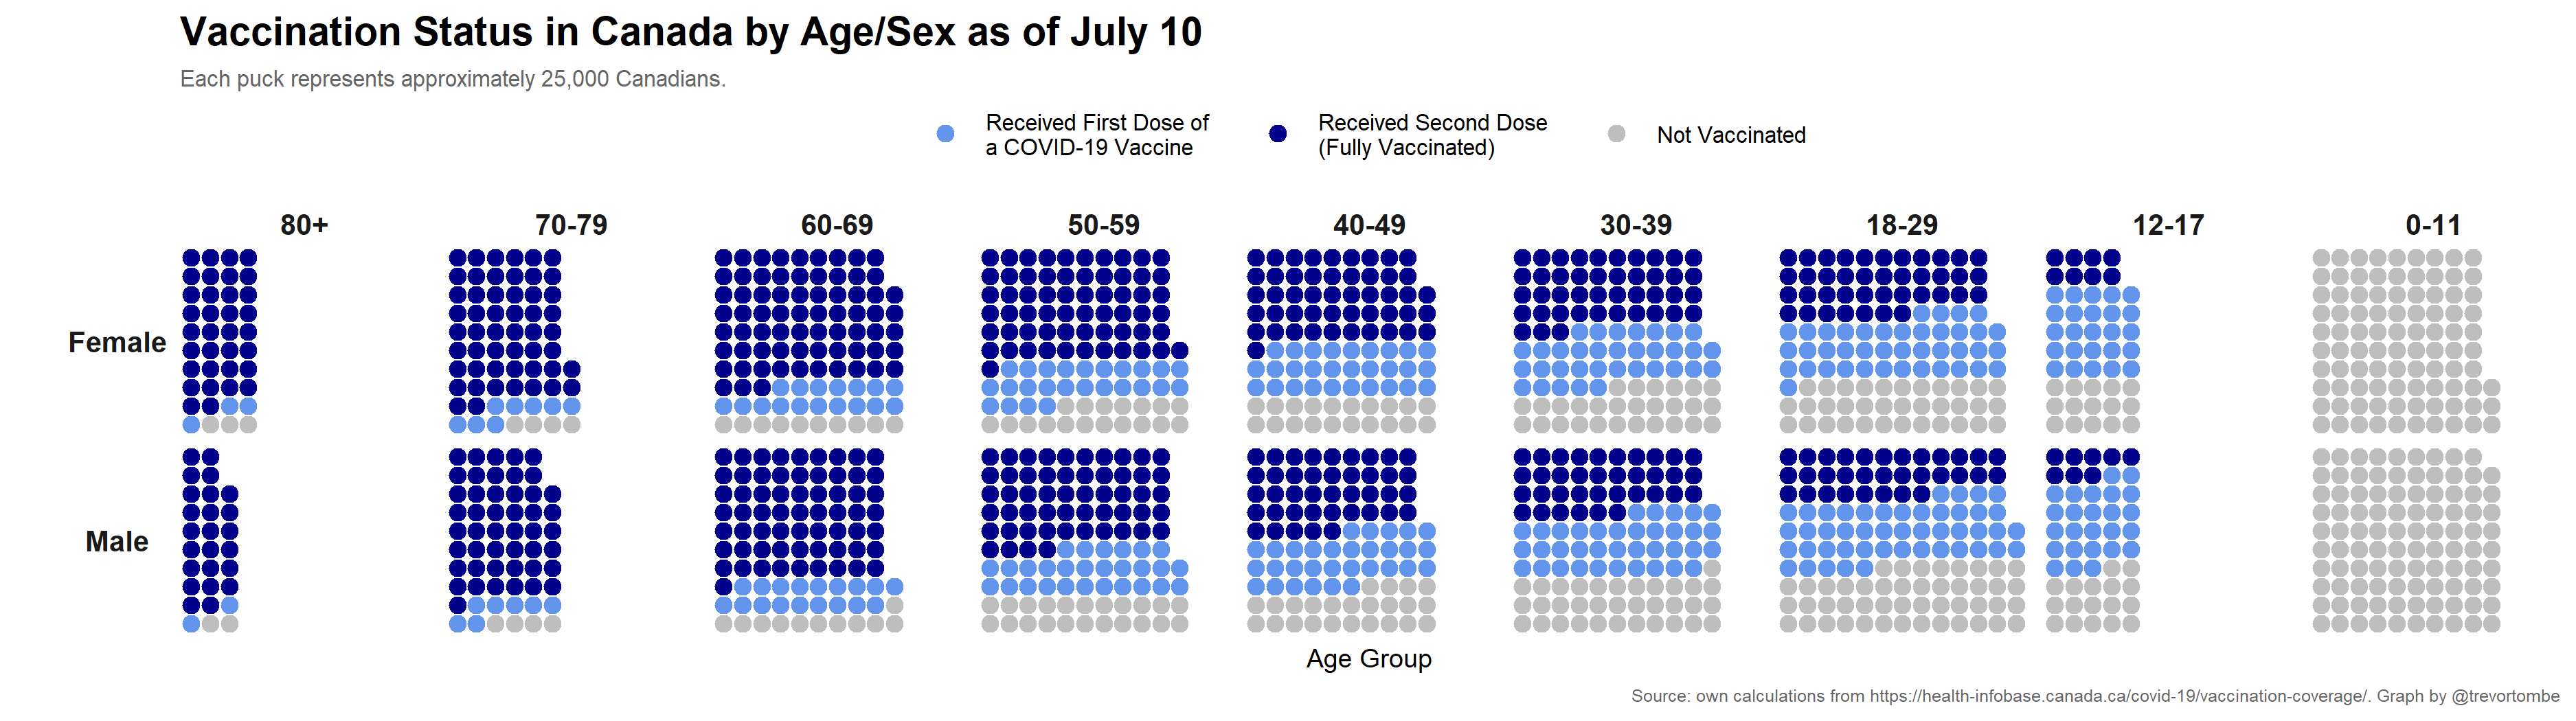 Vaccination Status in Canada by Age/Sex as of July 10
Each puck represents approximately 25,000 Canadians.
Received First Dose of
a COVID-19 Vaccine
Received Second Dose
(Fully Vaccinated)
Not Vaccinated
80+ 70-79 60-69 50-59 40-49 30-39 18-29 12-17 0-11
Female
Male
Age Group
Source: own calculations from https://health-infobase.canada.ca/covid-19/vaccination-coverage/. Graph by @trevortombe